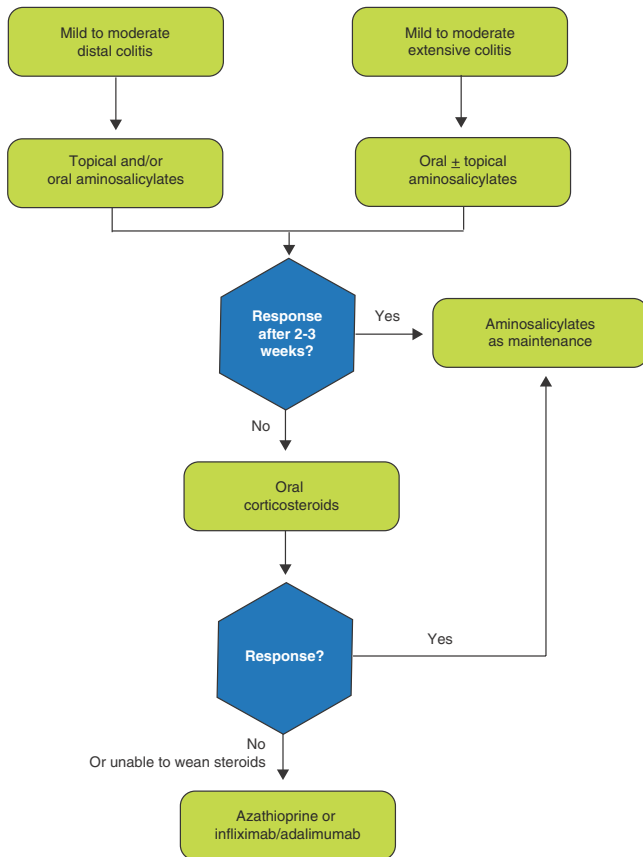 Mild to moderate
distal colitis
Mild to moderate
extensive colitis
Topical and/or
oral aminosalicylates
Oral ± topical
aminosalicylates
Response
after 2-3
weeks?
Yes
Aminosalicylates
as maintenance
No
Oral
corticosteroids
Response?
Yes
No
Or unable to wean steroids
Azathioprine or
infliximab/adalimumab